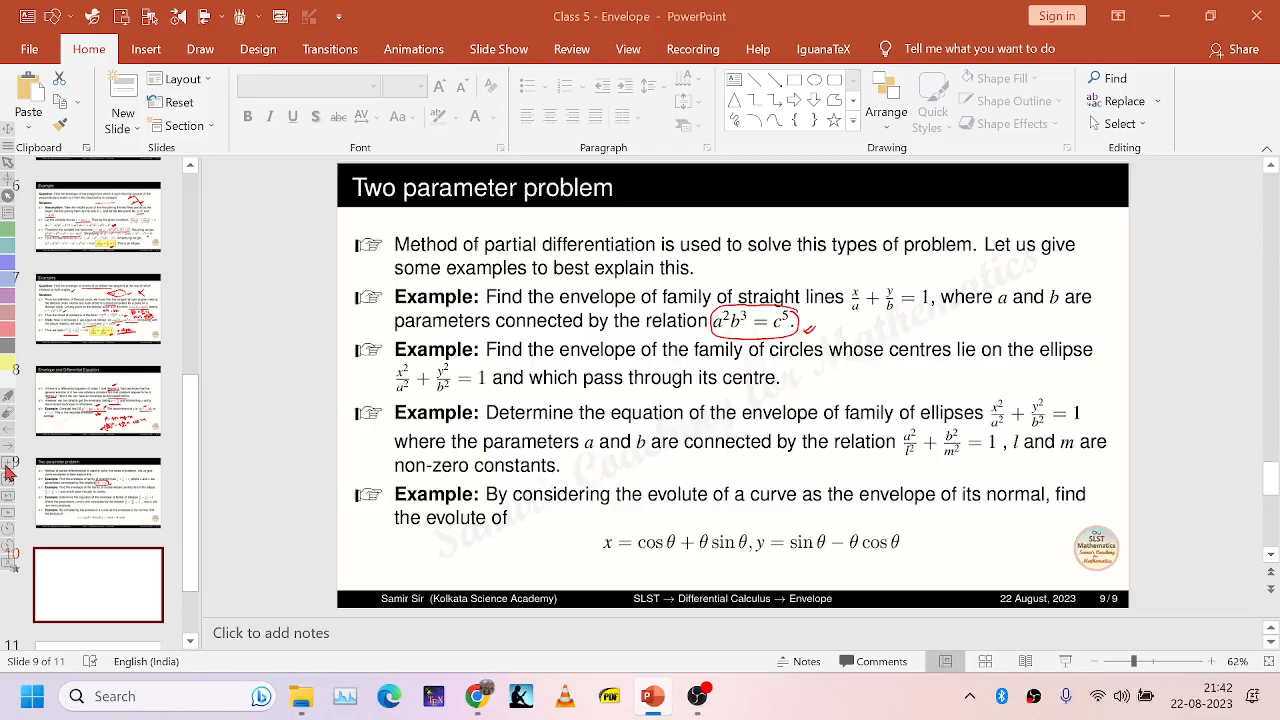 Class 5 - Envelope - PowerPoint
Sign in
File Home Insert Draw Design Transitions Animations Slide Show Review View Recording Help IguanaTeX Tell me what you want to do Share
Paste
Clipboard
New Slide
Layout
Reset
Section
Slides
B I U S abc AV Aa A
Font
Paragraph
Arrange
Quick Styles
Shape Fill
Shape Outline
Shape Effects
Drawing
Find
Replace
Select
Editing
Two parameter problem
Method of partial differentiation is used to solve this types of problem. Let us give
some examples to best explain this.
Example: Find the envelope of family of straight lines x/a + y/b = 1, where a and b are
parameters connected by the relation a²b³ = c⁵.
Example: Find the envelope of the family of circles whose centres lie on the ellipse
x²/a² + y²/b² = 1 and which pass through its centre.
Example: Determine the equation of the envelope of family of ellipses x²/a² + y²/b² = 1
where the parameters a and b are connected by the relation a²/l² + b²/m² = 1 , l and m are
non-zero constants.
Example: By considering the evolute of a curve as the envelope of its normal, find
the evolute of
x = cos θ + θ sin θ, y = sin θ − θ cos θ
SLST
Mathematics
Samir's Coaching
for
Mathematics
Samir Sir (Kolkata Science Academy) SLST → Differential Calculus → Envelope 22 August, 2023 9/9
11
Click to add notes
Slide 9 of 11 English (India) Notes Comments 62%
Search
PDF
21:42
22-08-2023